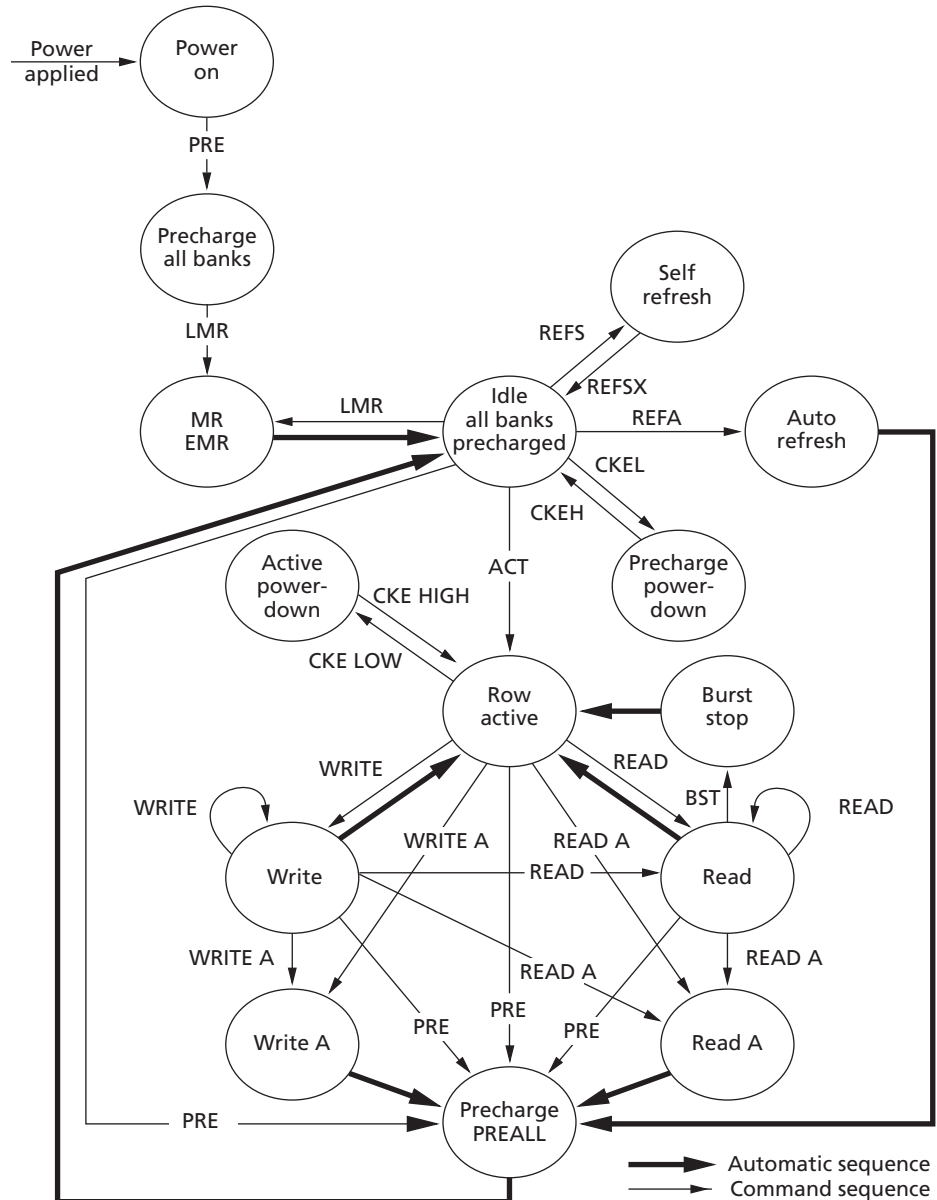 Power
applied
Power
on
PRE
Precharge
all banks
LMR
MR
EMR
LMR
Idle
all banks
precharged
Self
refresh
REFS
REFSX
REFA
Auto
refresh
CKEL
CKEH
Precharge
power-
down
ACT
Active
power-
down
CKE HIGH
CKE LOW
Row
active
Burst
stop
WRITE
READ
BST
WRITE
READ
WRITE A
READ A
Write
READ
Read
WRITE A
READ A
READ A
PRE
PRE
PRE
Write A
Read A
Precharge
PREALL
PRE
Automatic sequence
Command sequence